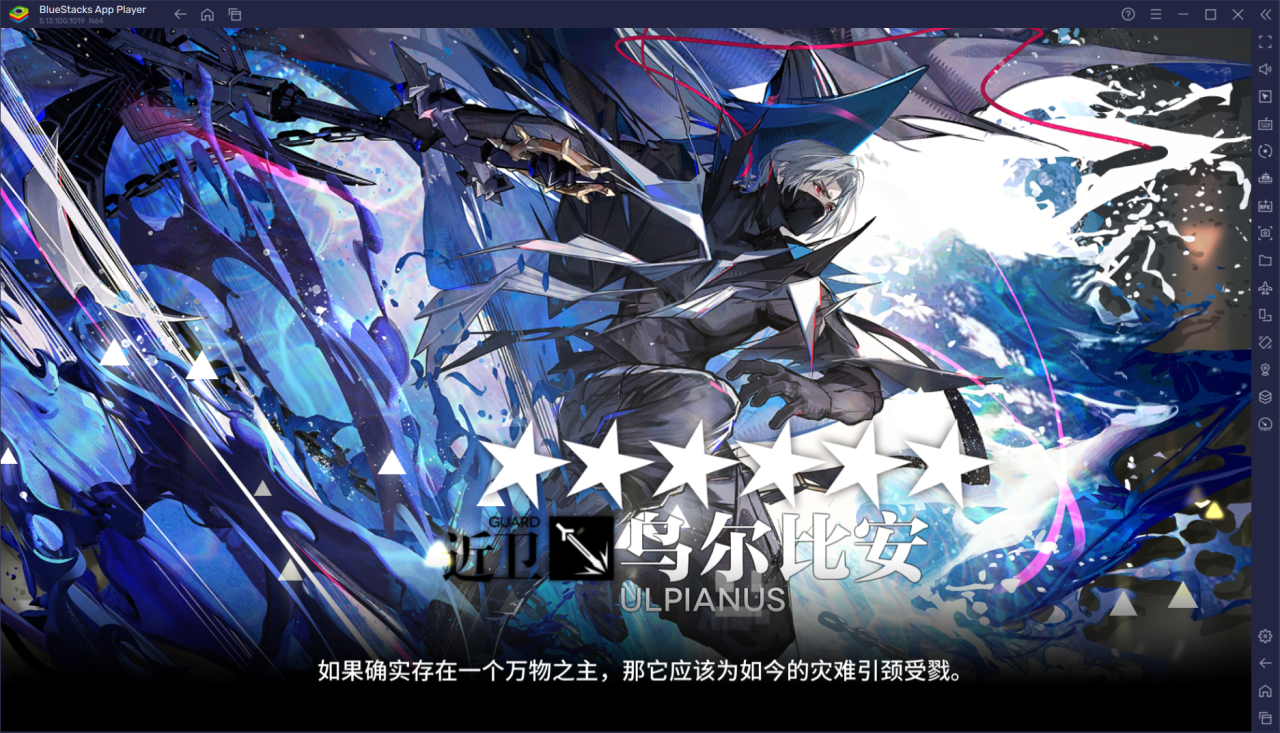 BlueStacks App Player
5.13.100.1019 N64
GUARD
近卫
乌尔比安
ULPIANUS
如果确实存在一个万物之主，那它应该为如今的灾难引颈受戮。